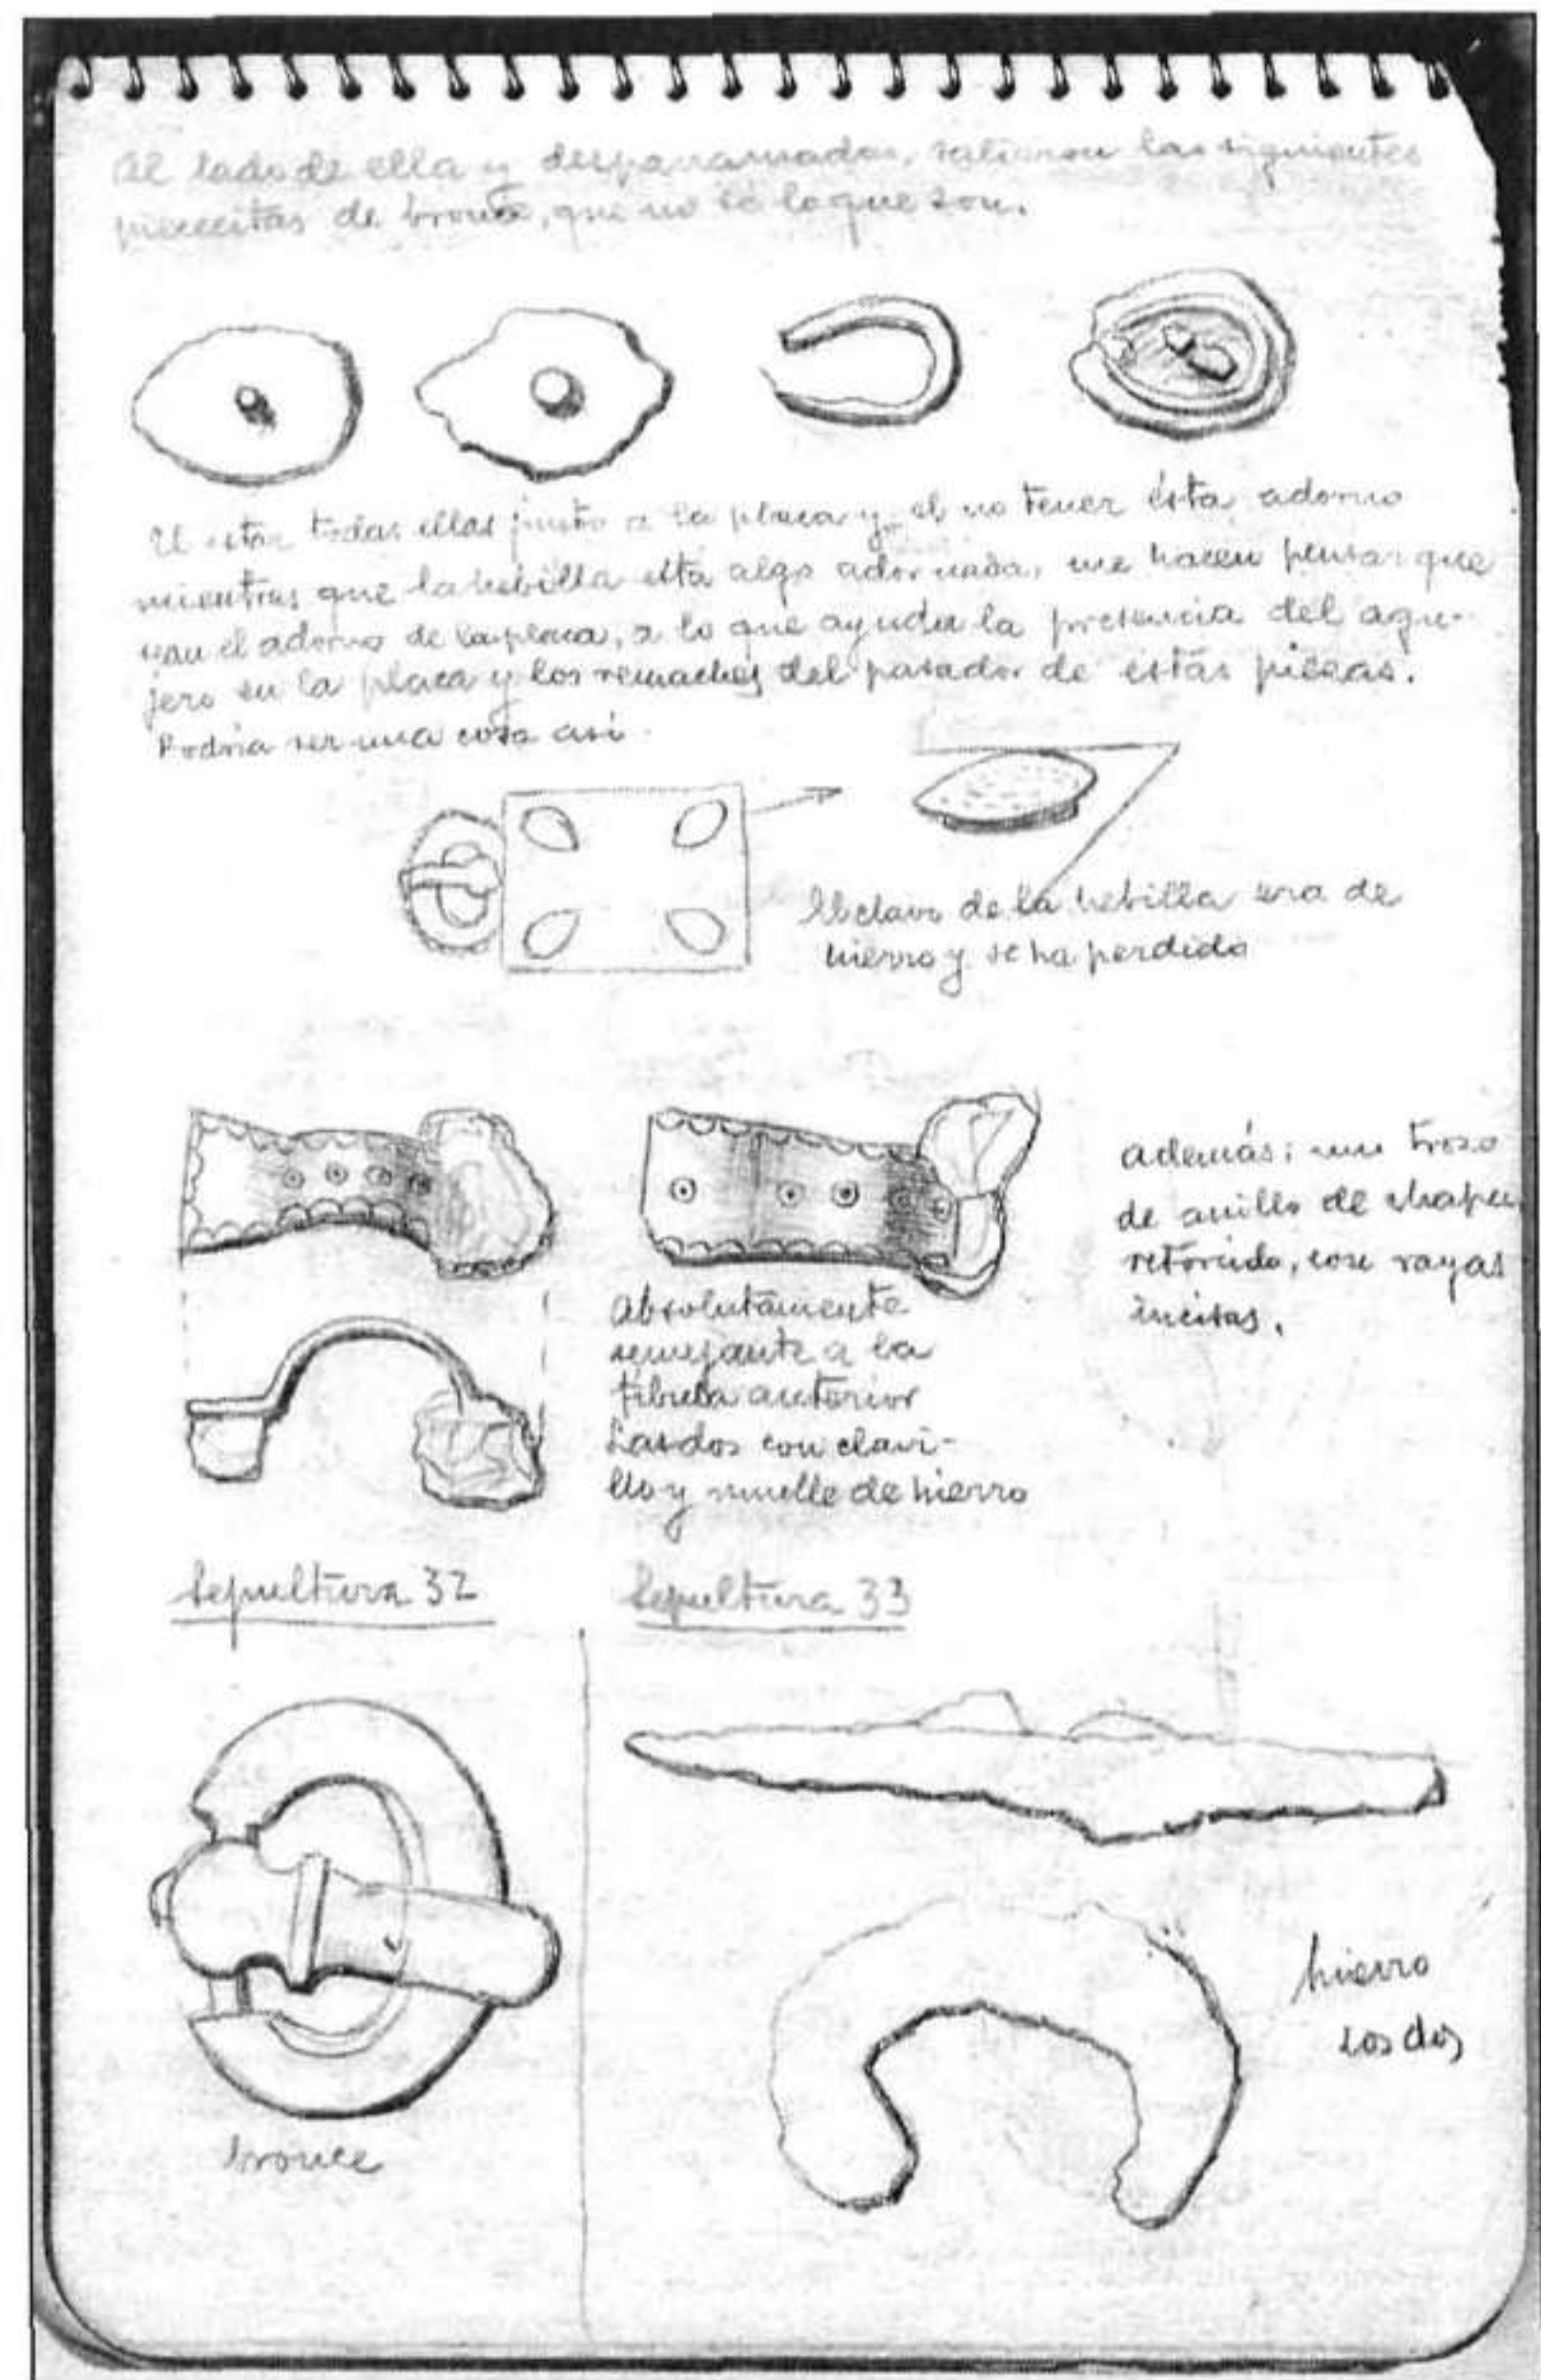 Al lado de ella y desparramadas, salieron las siguientes
piececitas de bronce, que no sé lo que son.
El estar todas ellas junto a la placa y el no tener ésta adorno
mientras que la hebilla está algo adornada, me hacen pensar que
sean el adorno de la placa, a lo que ayuda la presencia del agu-
jero en la placa y los remaches del pasador de estas piezas.
Podría ser una cosa así.
El clavo de la hebilla era de
hierro y se ha perdido
además: un trozo
de anillo de chapa
retorcida, con rayas
incisas.
Absolutamente
semejante a la
fíbula anterior
Las dos con clavi-
llo y muelle de hierro
Sepultura 32
Sepultura 33
bronce
hierro
los dos